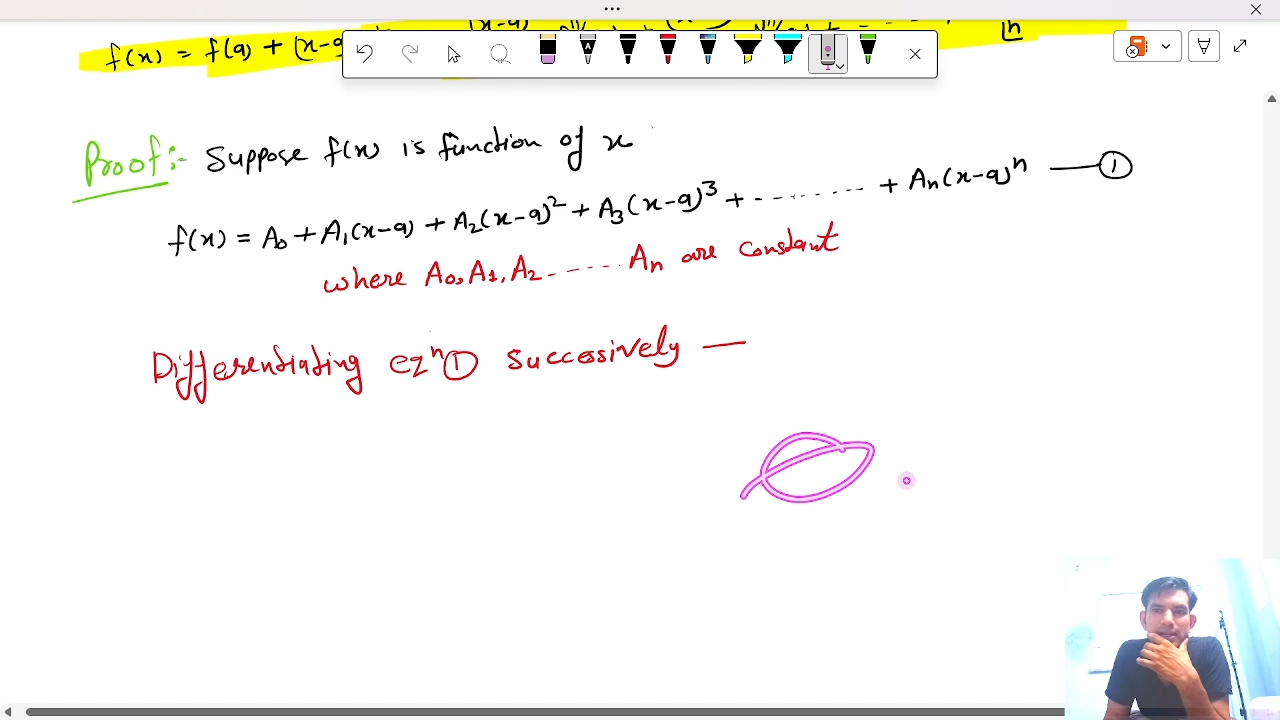 f(x) = f(a) + (x-a
Proof:- Suppose f(x) is function of x
f(x) = A₀ + A₁(x-a) + A₂(x-a)² + A₃(x-a)³ + - - - - - - - - + Aₙ(x-a)ⁿ —— ①
where A₀, A₁, A₂ - - - - - - Aₙ are constant
Differentiating eqⁿ ① Successively —